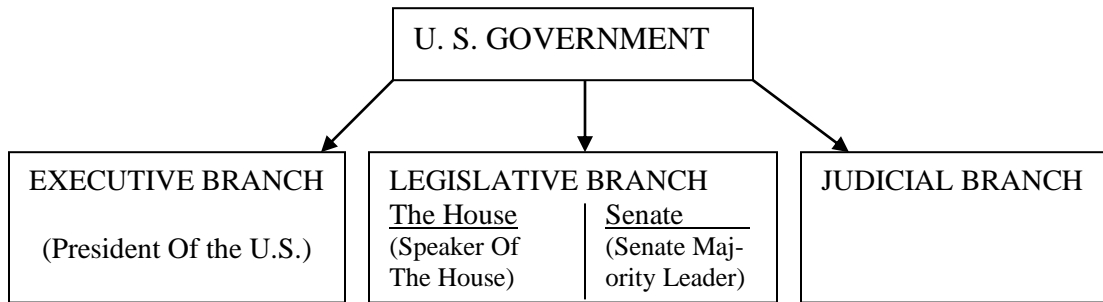 U. S. GOVERNMENT
EXECUTIVE BRANCH
(President Of the U.S.)
LEGISLATIVE BRANCH
The House
(Speaker Of
The House)
Senate
(Senate Maj-
ority Leader)
JUDICIAL BRANCH